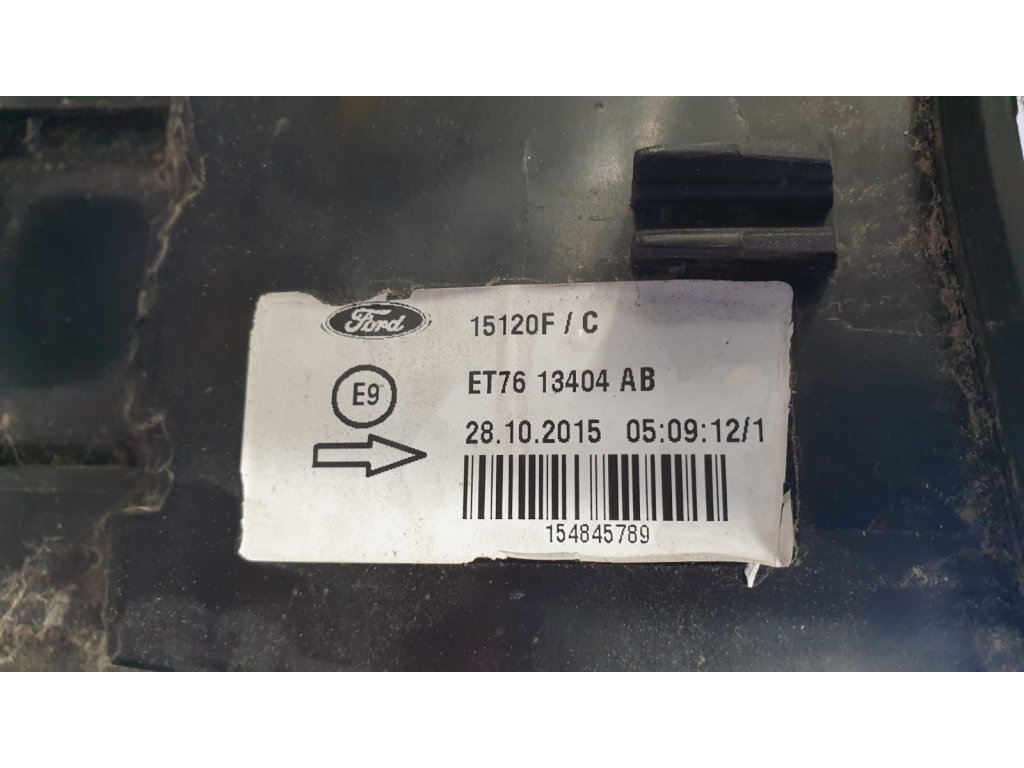 Ford
15120F / C
E9
ET76 13404 AB
28.10.2015 05:09:12/1
154845789